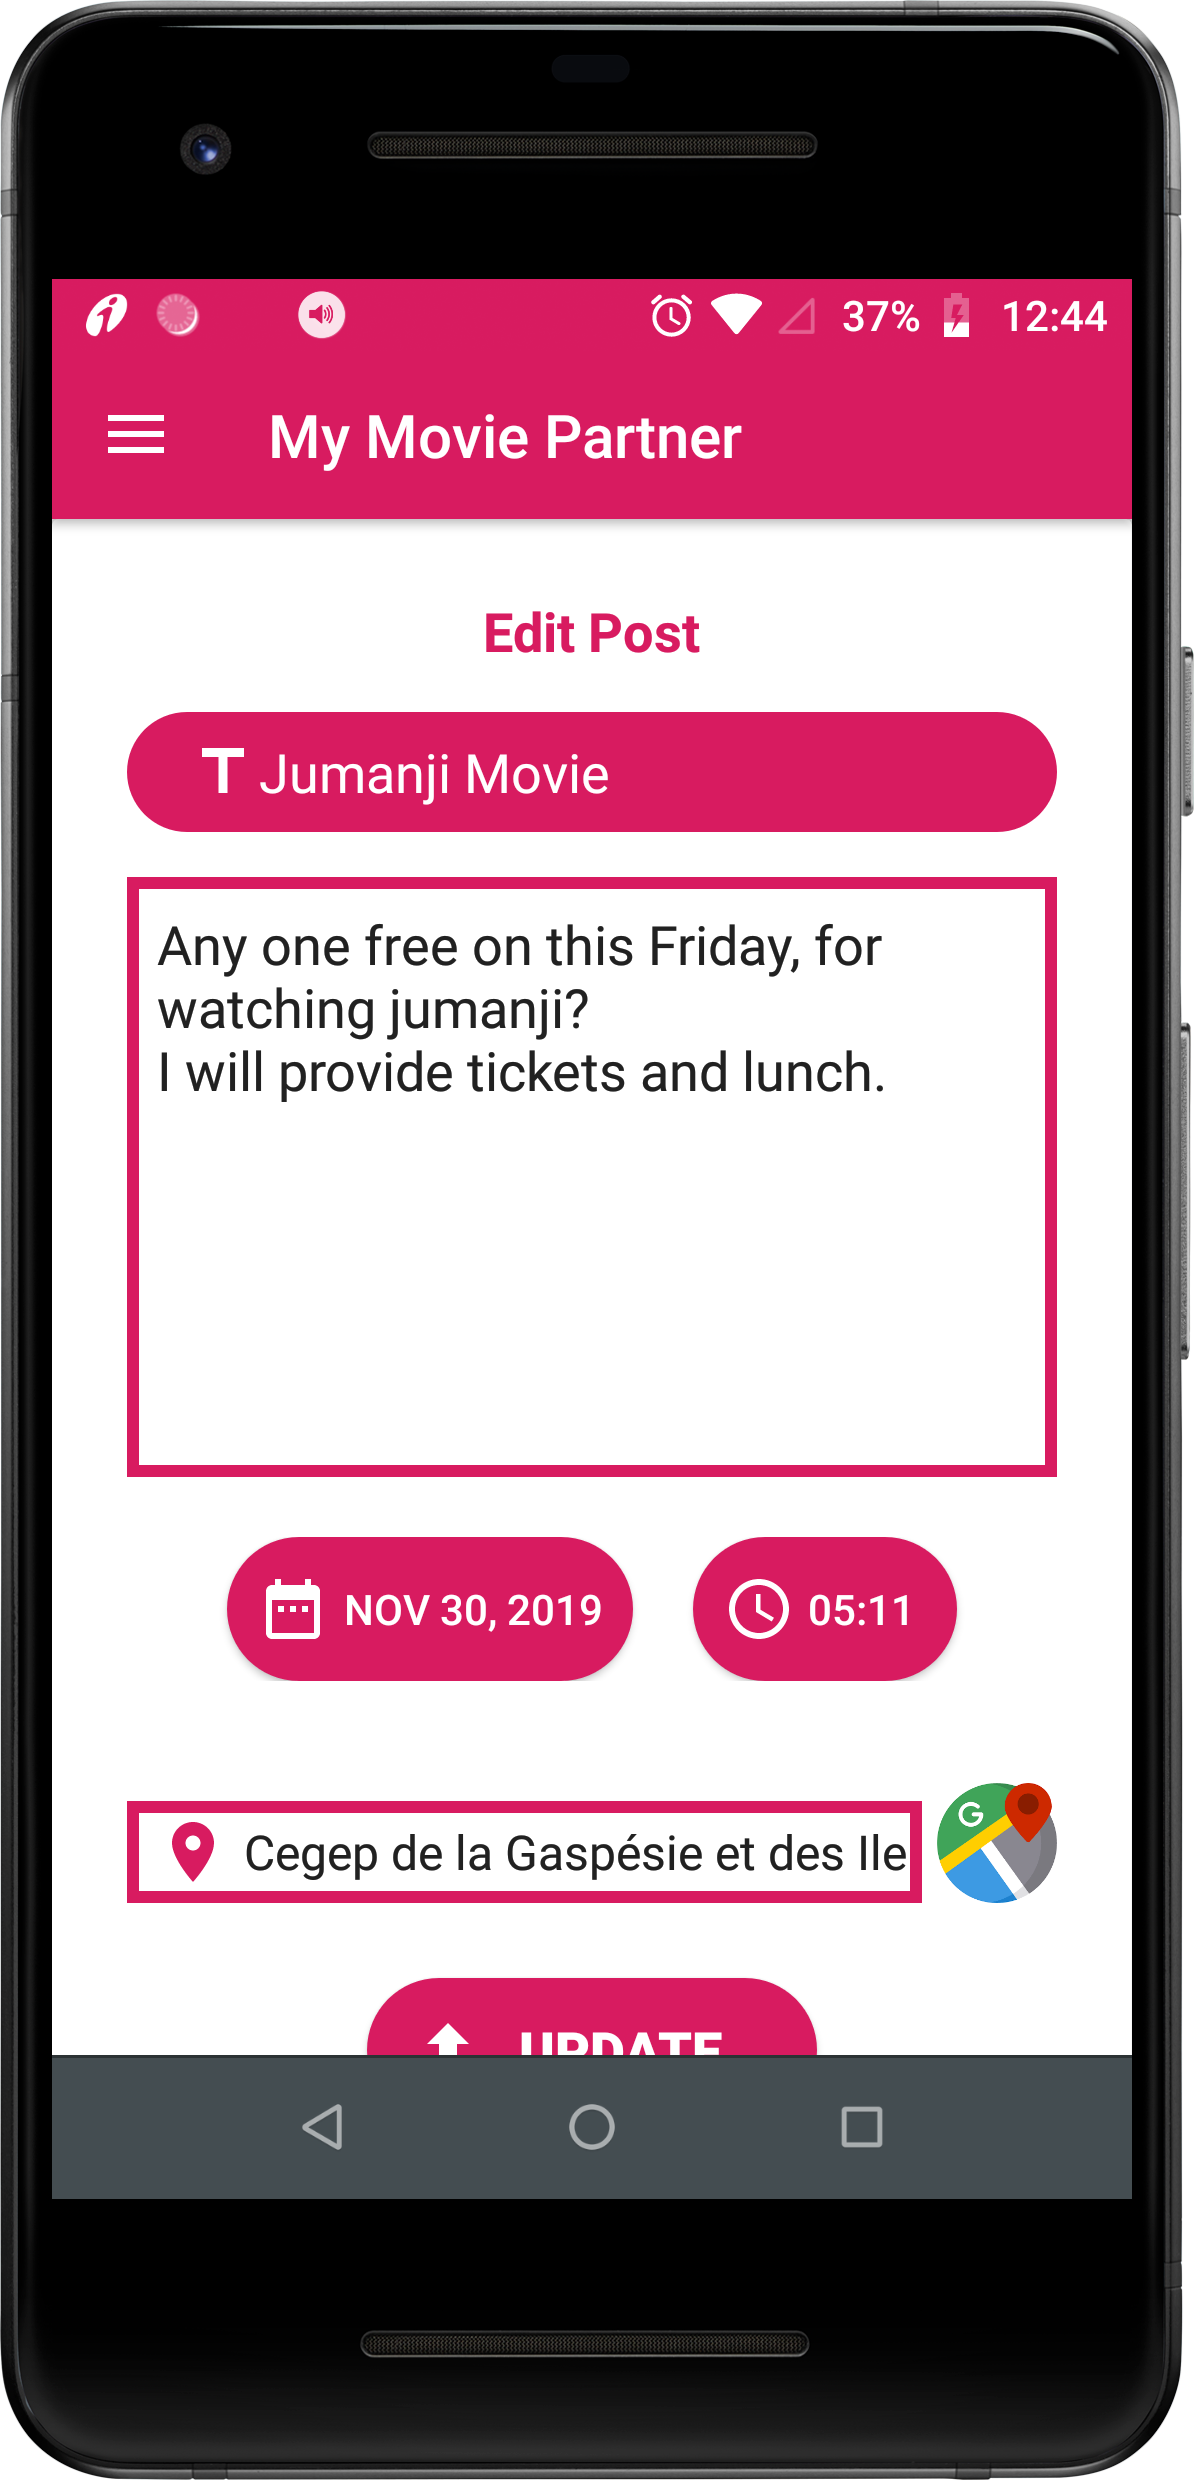 37% 12:44
My Movie Partner
Edit Post
Jumanji Movie
Any one free on this Friday, for
watching jumanji?
I will provide tickets and lunch.
NOV 30, 2019 05:11
G
Cegep de la Gaspésie et des Ile
UPDATE